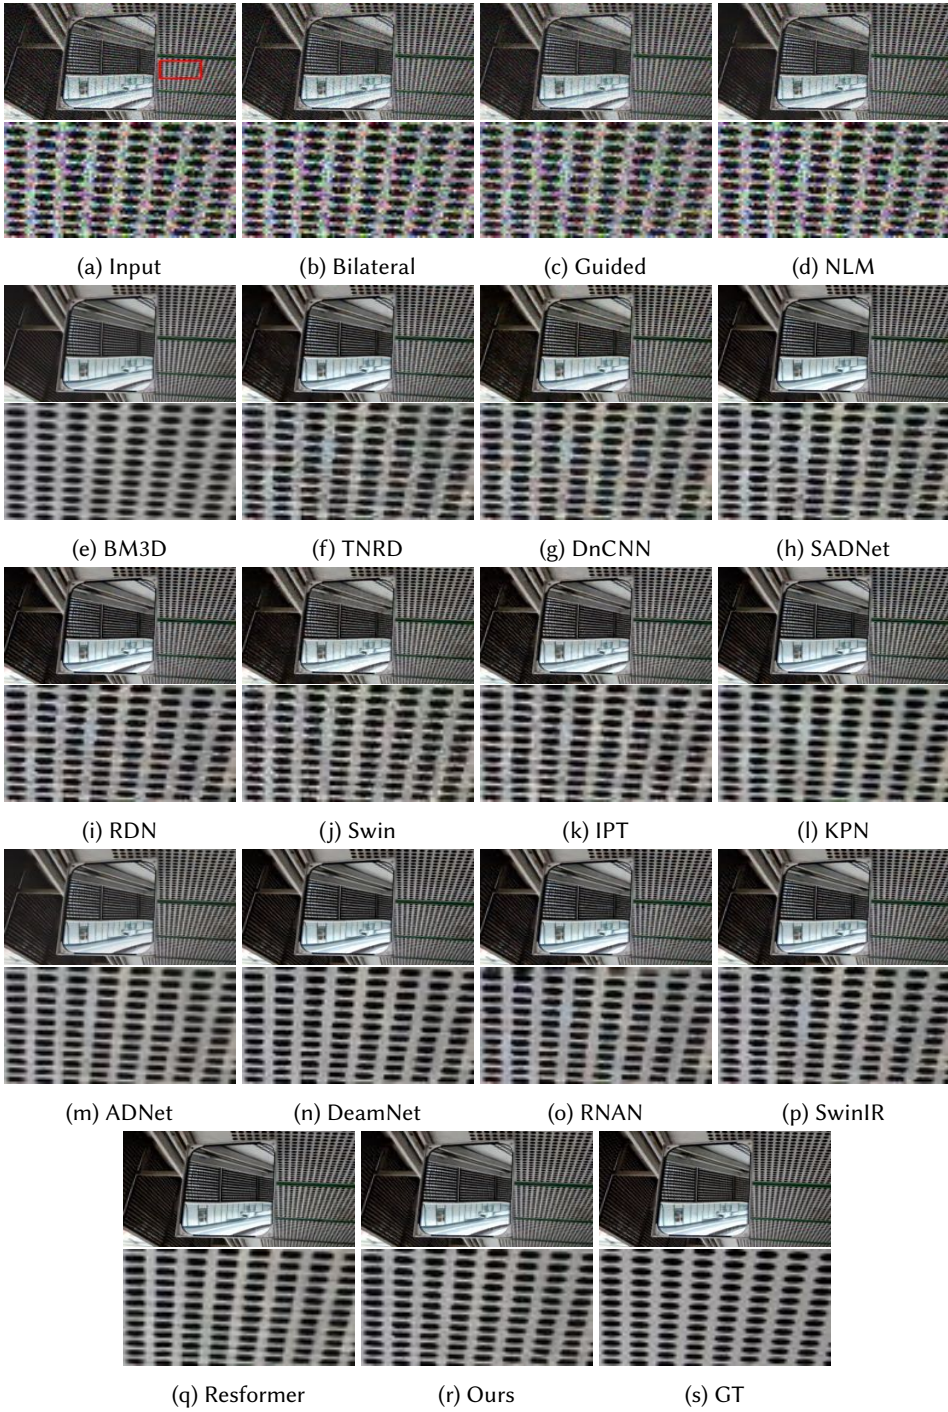 (a) Input (b) Bilateral (c) Guided (d) NLM
(e) BM3D (f) TNRD (g) DnCNN (h) SADNet
(i) RDN (j) Swin (k) IPT (l) KPN
(m) ADNet (n) DeamNet (o) RNAN (p) SwinIR
(q) Resformer (r) Ours (s) GT